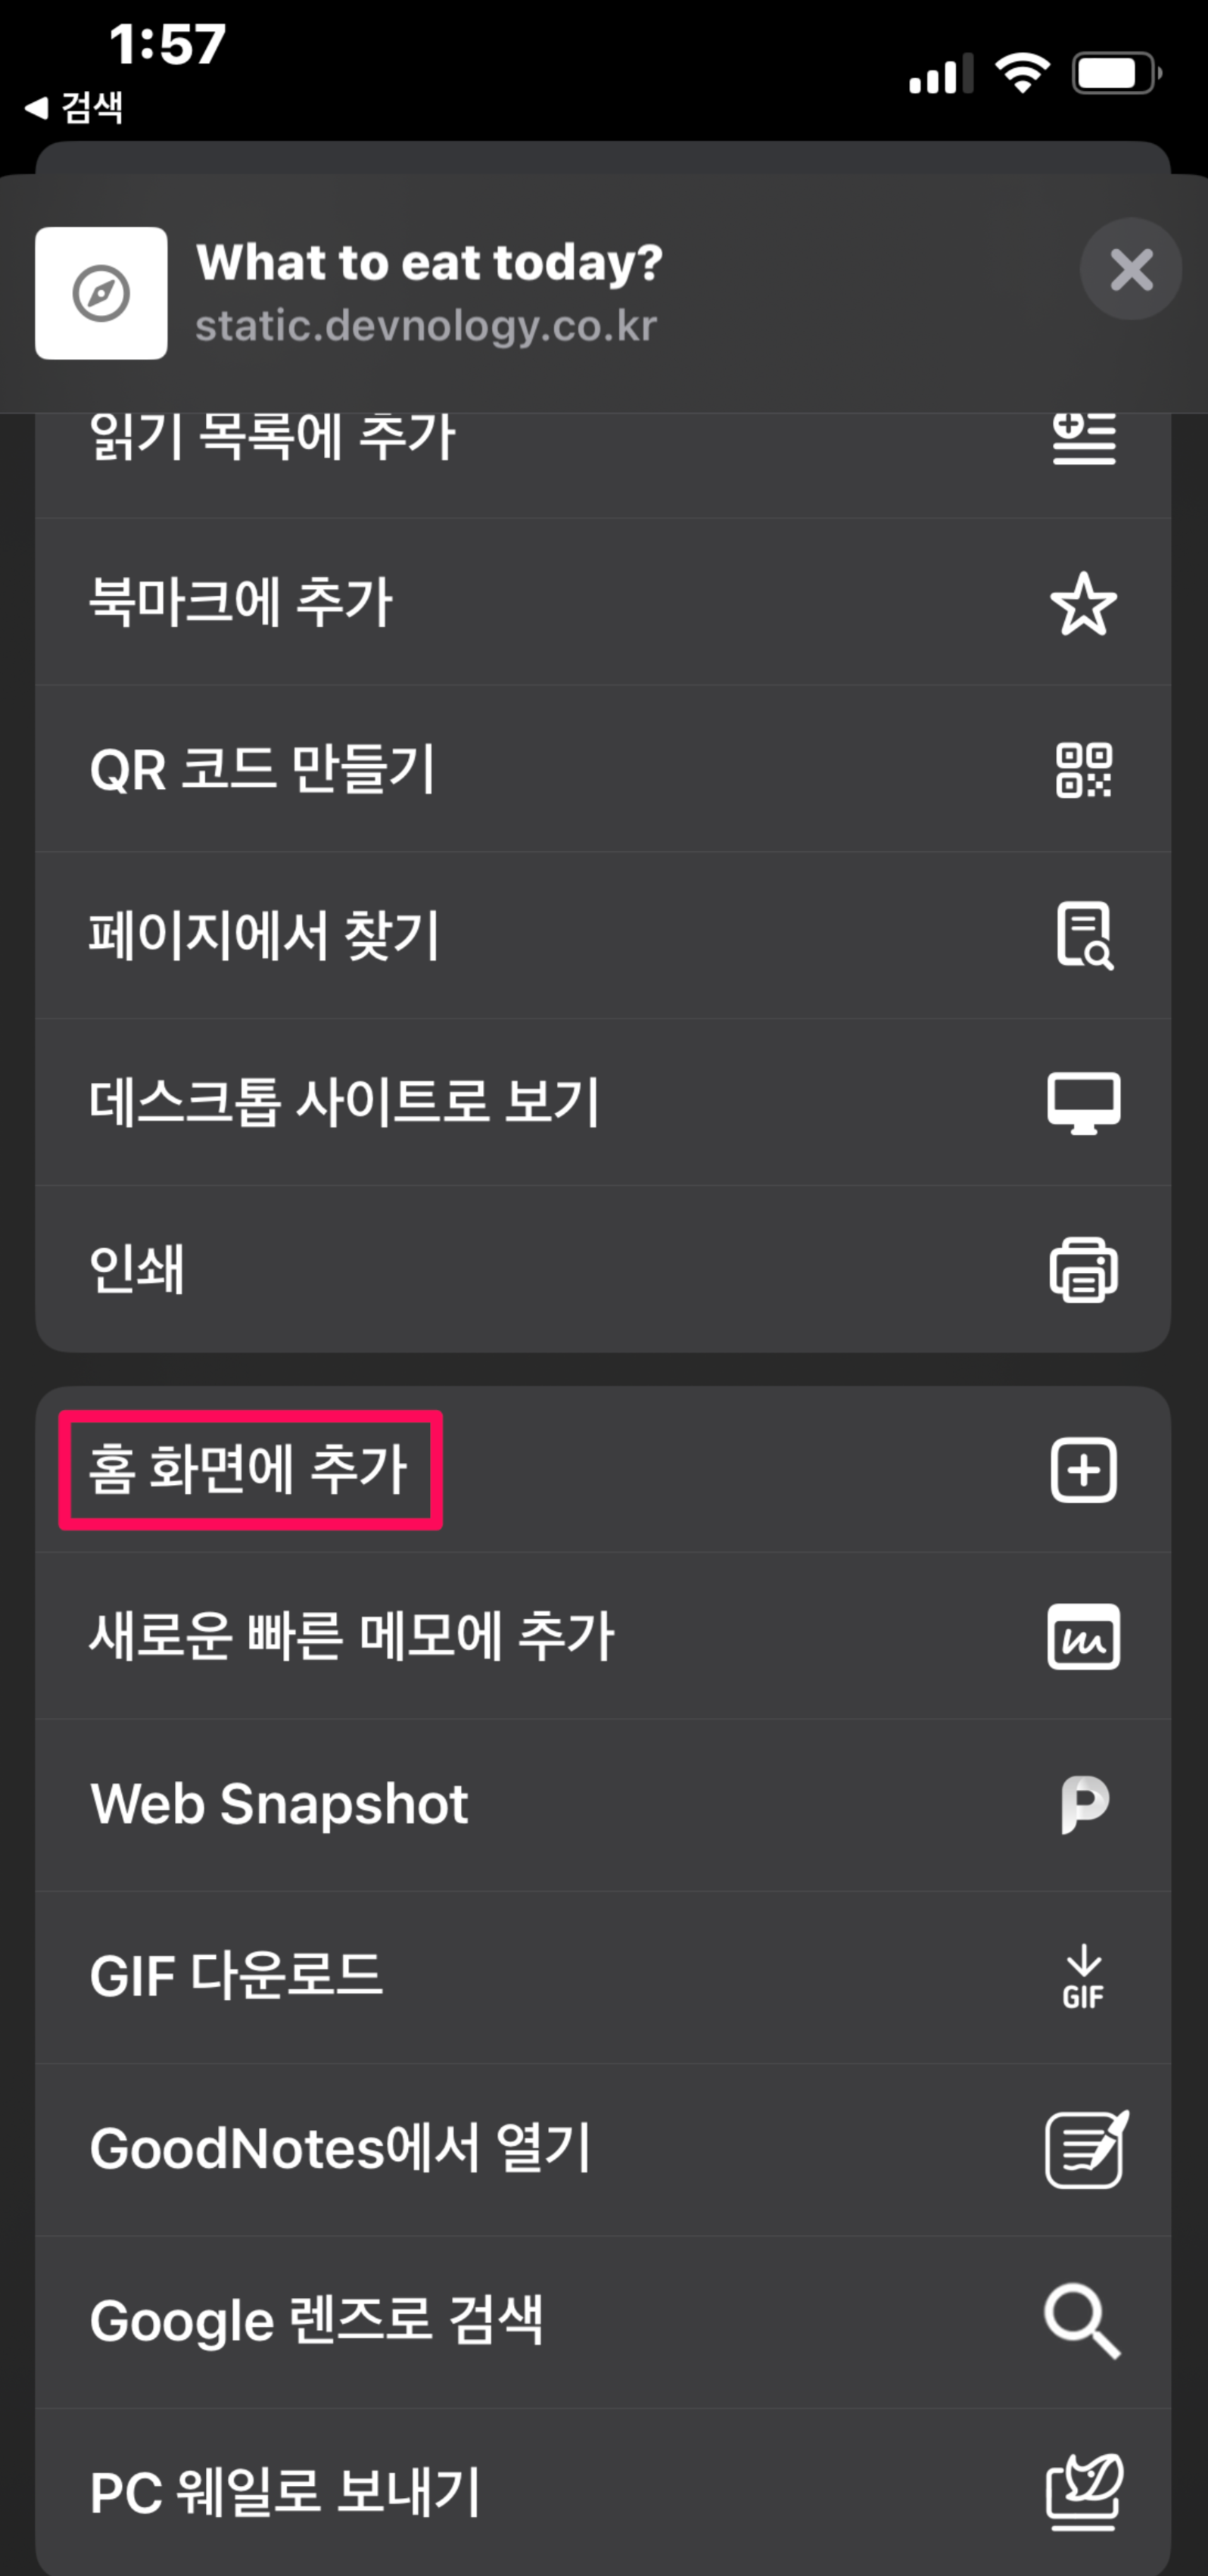 1:57
◀ 검색
What to eat today?
static.devnology.co.kr
읽기 목록에 추가
북마크에 추가
QR 코드 만들기
페이지에서 찾기
데스크톱 사이트로 보기
인쇄
홈 화면에 추가
새로운 빠른 메모에 추가
Web Snapshot
GIF 다운로드
GIF
GoodNotes에서 열기
Google 렌즈로 검색
PC 웨일로 보내기